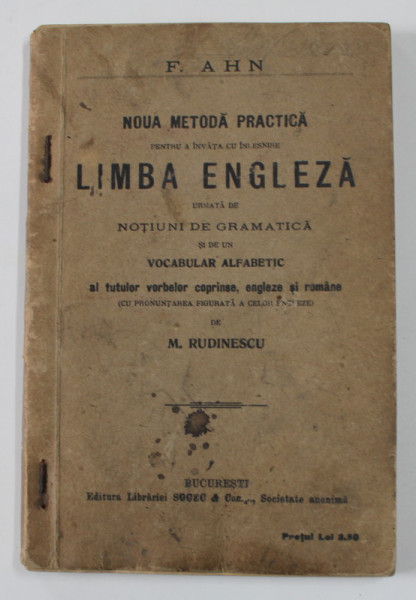 F. AHN
NOUA METODĂ PRACTICĂ
PENTRU A ÎNVĂȚA CU ÎNLESNIRE
LIMBA ENGLEZĂ
URMATĂ DE
NOȚIUNI DE GRAMATICĂ
ȘI DE UN
VOCABULAR ALFABETIC
al tutulor vorbelor coprinse, engleze și române
(CU PRONUNȚAREA FIGURATĂ A CELOR ENGLEZE)
DE
M. RUDINESCU
BUCUREȘTI
Editura Librăriei SOCEC & Co., Societate anonimă
Prețul Lei